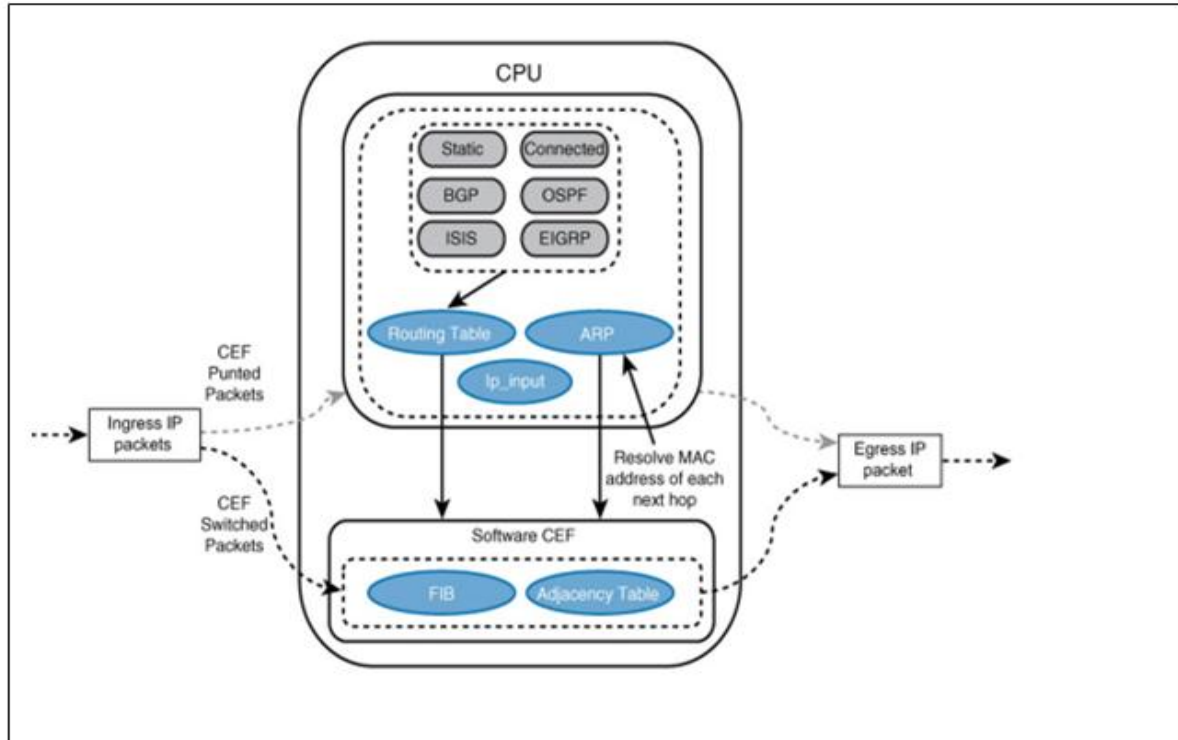 CPU
Static
Connected
BGP
OSPF
ISIS
EIGRP
Routing Table
ARP
Ip_input
CEF
Punted
Packets
Ingress IP
packets
Resolve MAC
address of each
next hop
Egress IP
packet
CEF
Switched
Packets
Software CEF
FIB
Adjacency Table